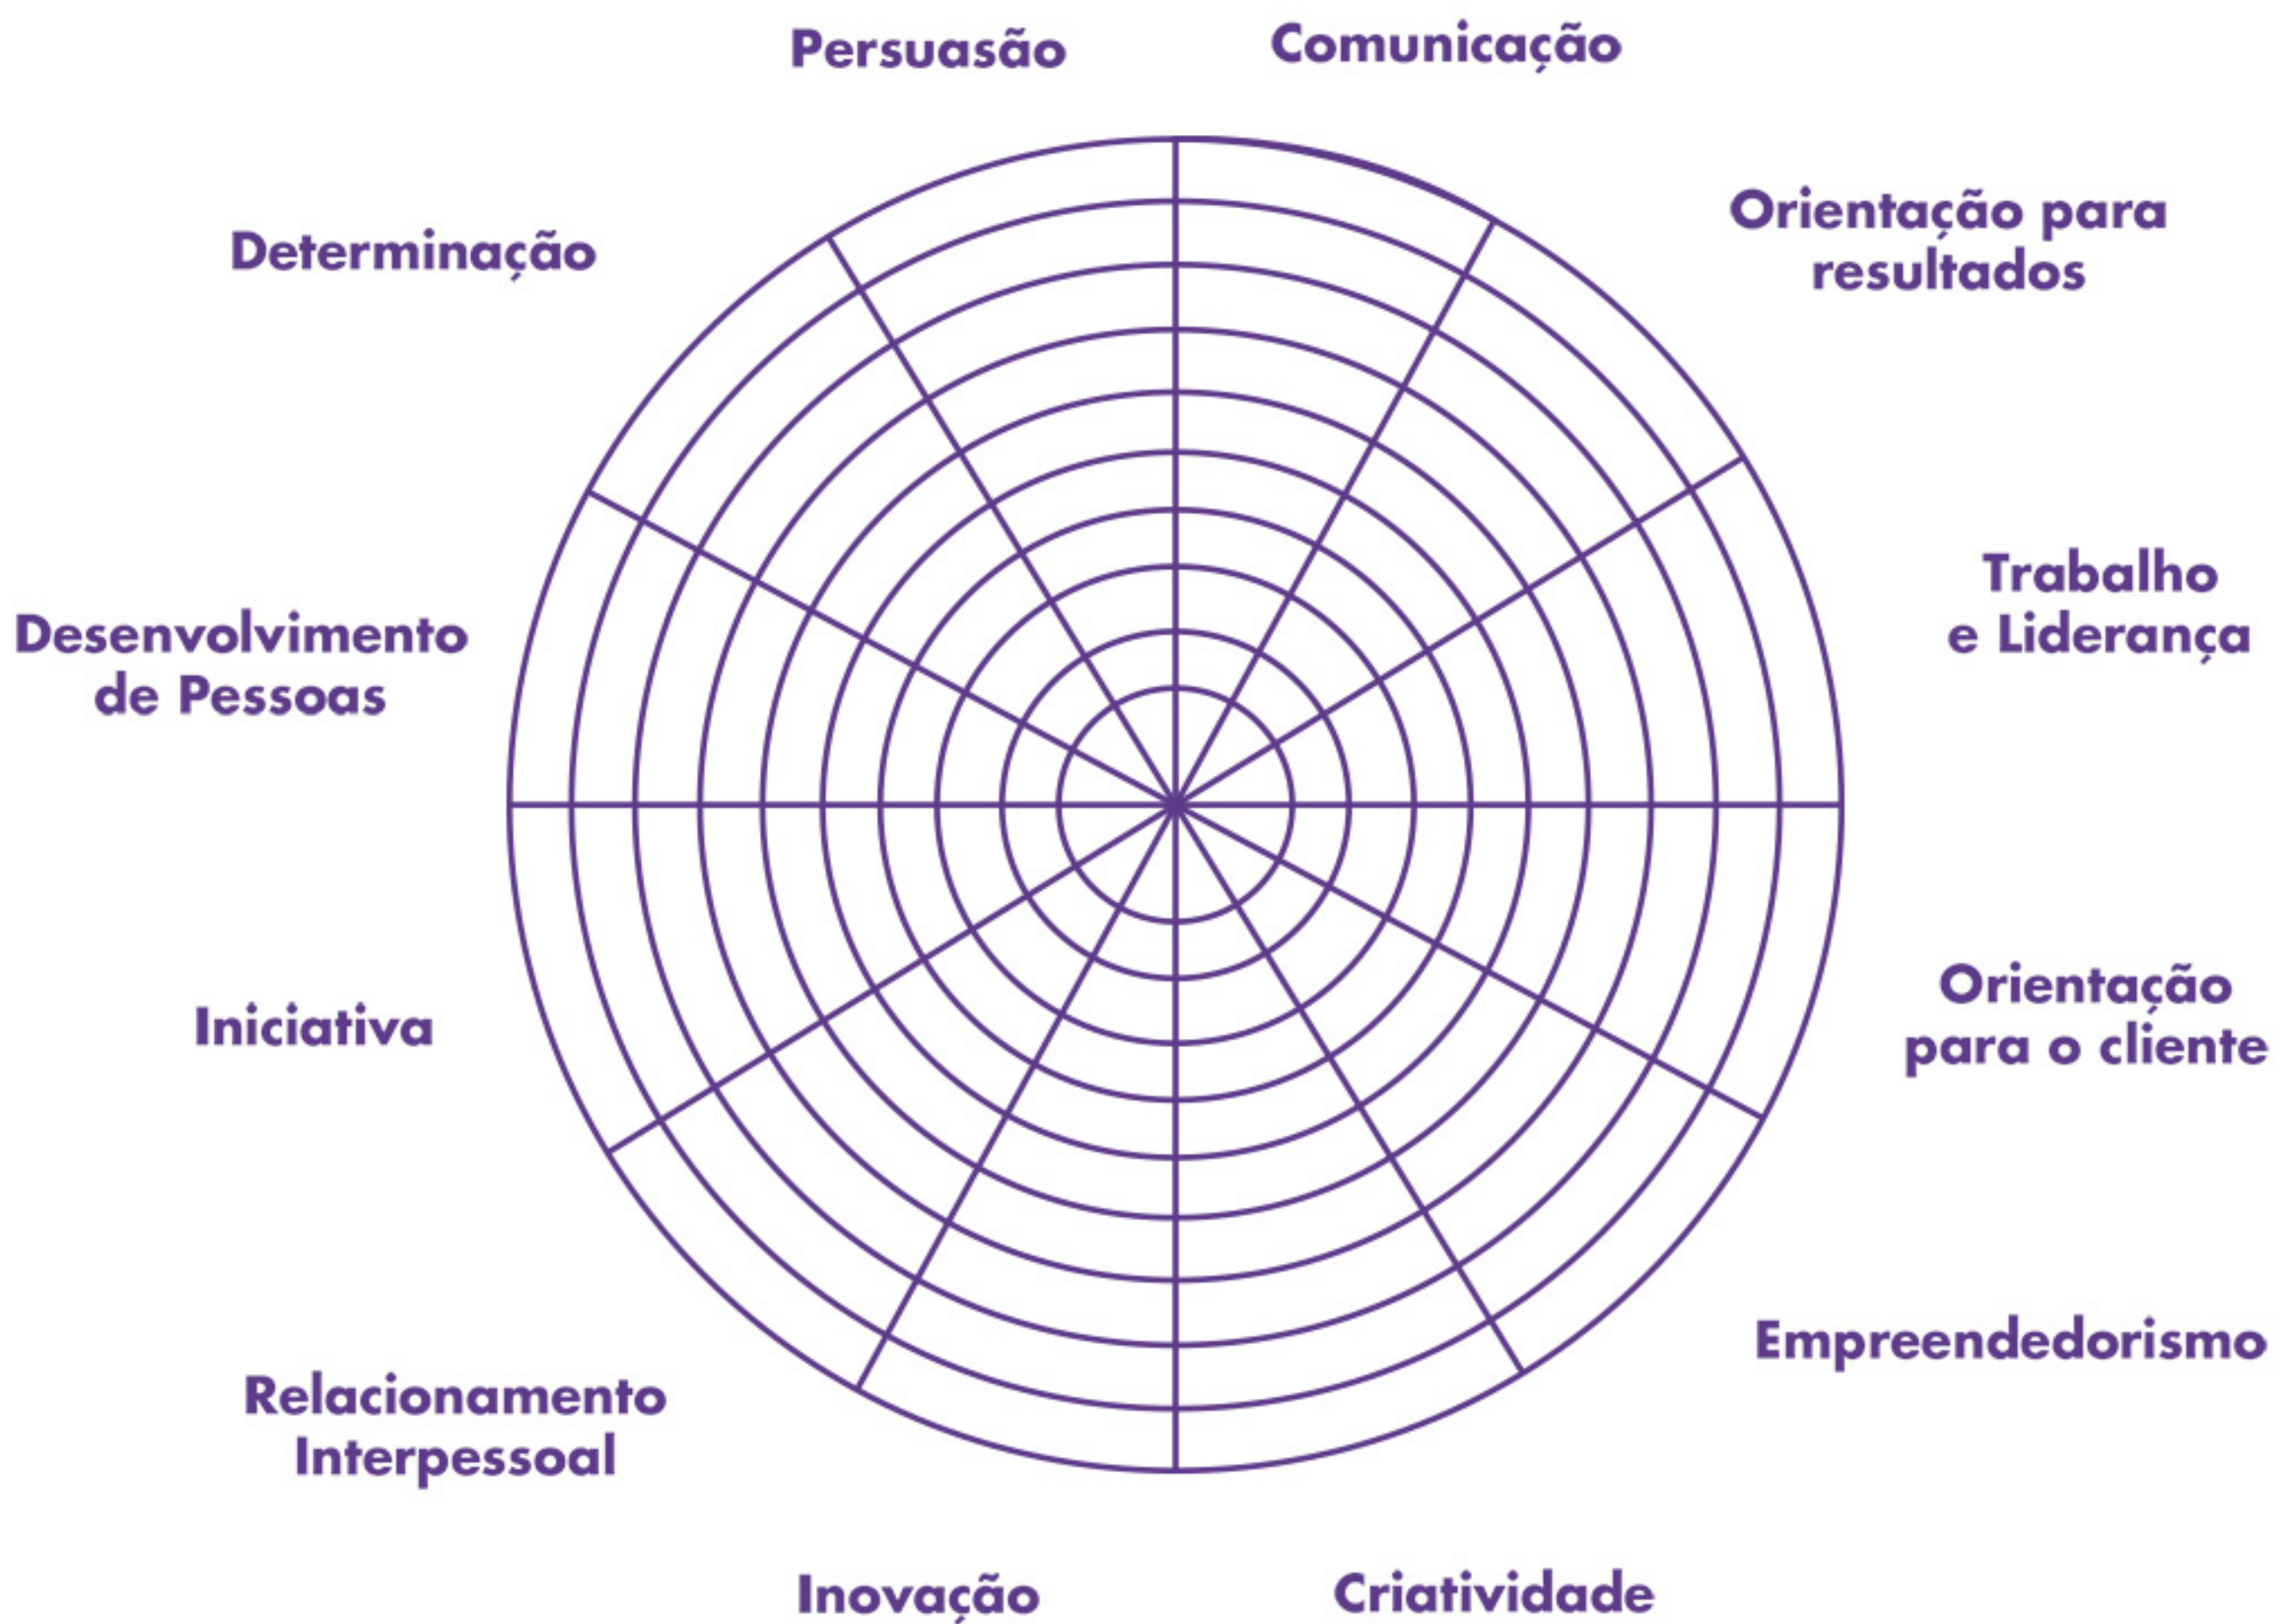 Persuasão
Comunicação
Determinação
Orientação para
resultados
Desenvolvimento
de Pessoas
Trabalho
e Liderança
Iniciativa
Orientação
para o cliente
Relacionamento
Interpessoal
Empreendedorismo
Inovação
Criatividade